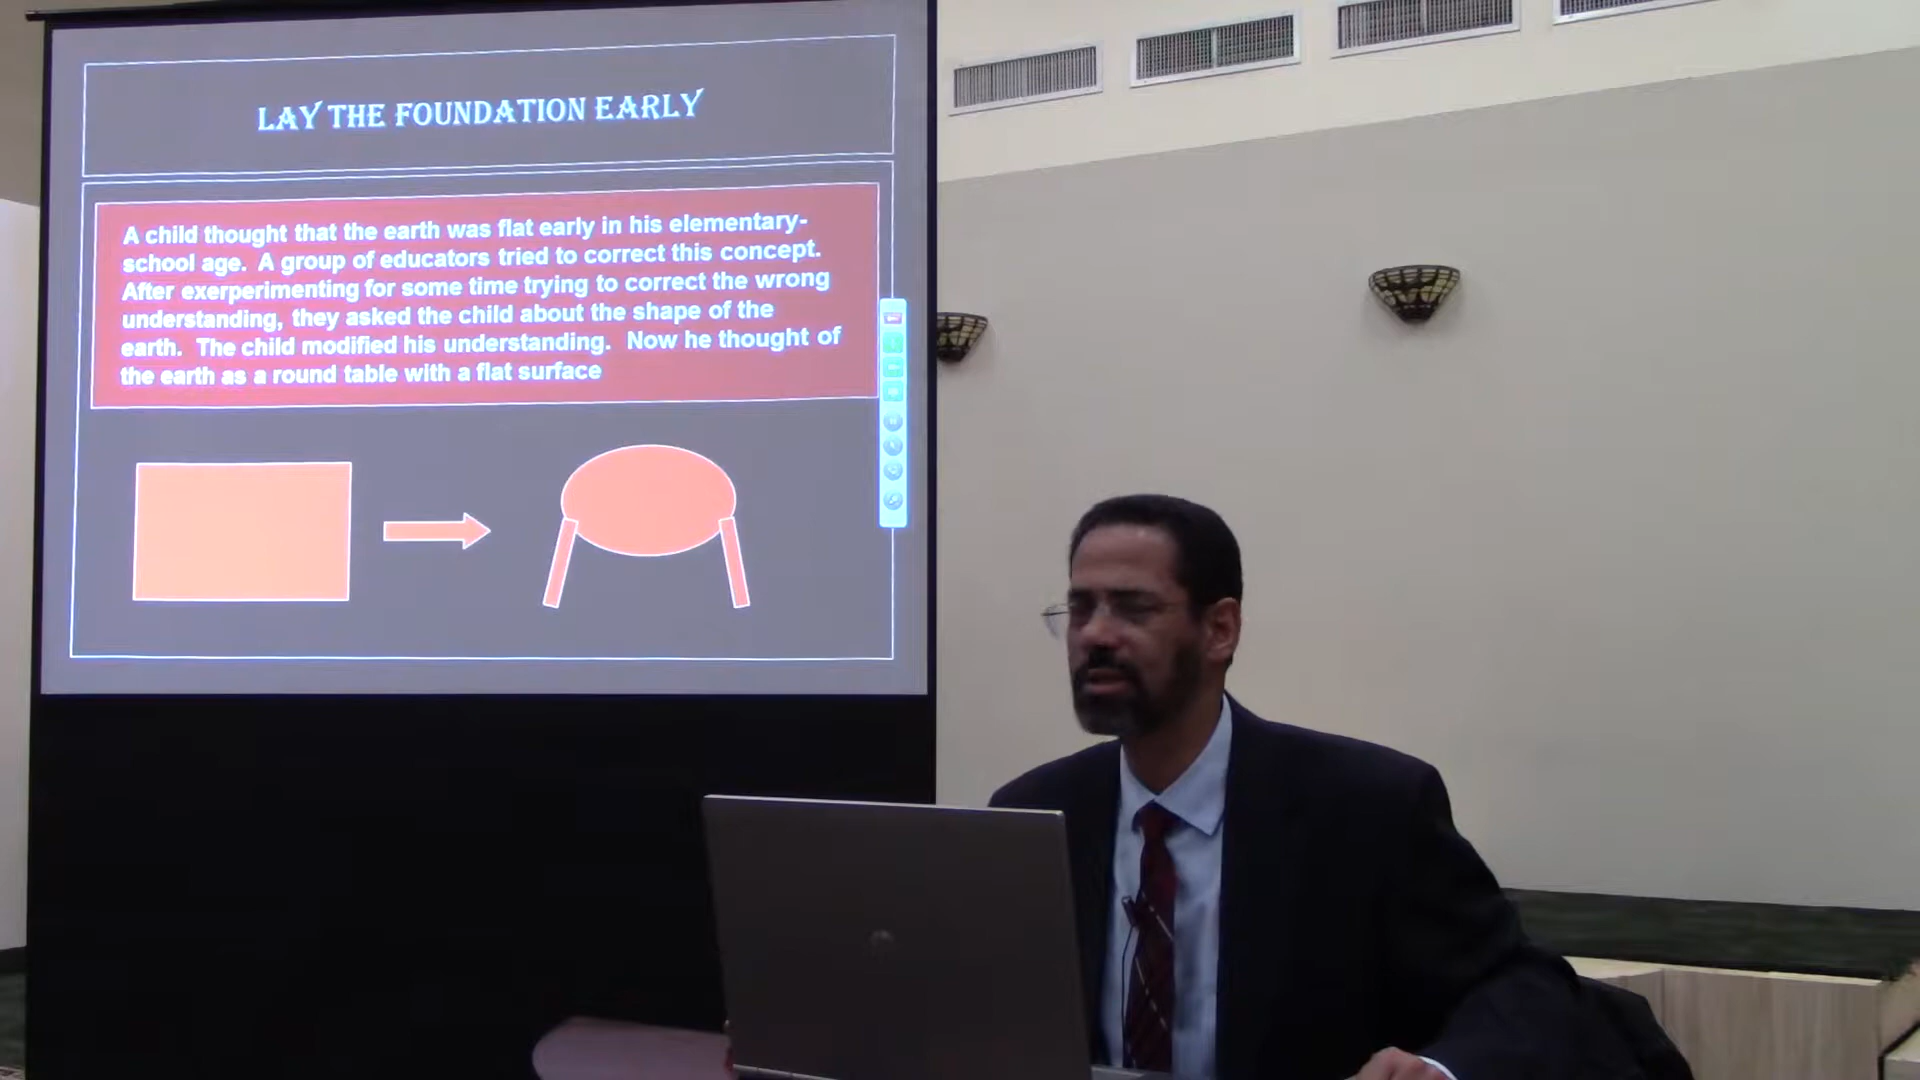 LAY THE FOUNDATION EARLY
A child thought that the earth was flat early in his elementary-
school age.  A group of educators tried to correct this concept.
After exerperimenting for some time trying to correct the wrong
understanding, they asked the child about the shape of the
earth.  The child modified his understanding.  Now he thought of
the earth as a round table with a flat surface